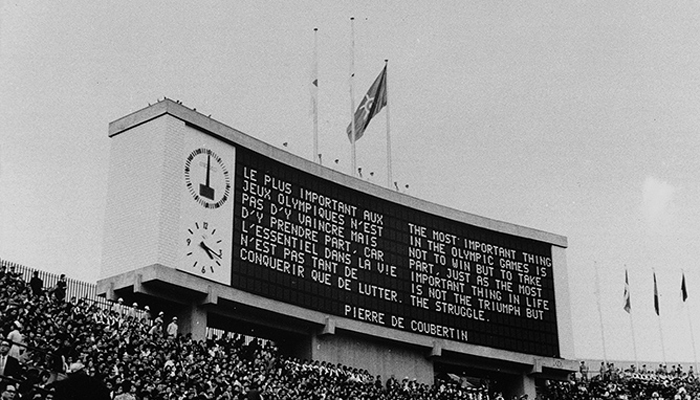 LE PLUS IMPORTANT AUX
JEUX OLYMPIQUES N'EST
PAS D'Y VAINCRE MAIS
D'Y PRENDRE PART, CAR
L'ESSENTIEL DANS LA VIE
N'EST PAS TANT DE
CONQUERIR QUE DE LUTTER.
THE MOST IMPORTANT THING
IN THE OLYMPIC GAMES IS
NOT TO WIN BUT TO TAKE
PART, JUST AS THE MOST
IMPORTANT THING IN LIFE
IS NOT THE TRIUMPH BUT
THE STRUGGLE.
PIERRE DE COUBERTIN